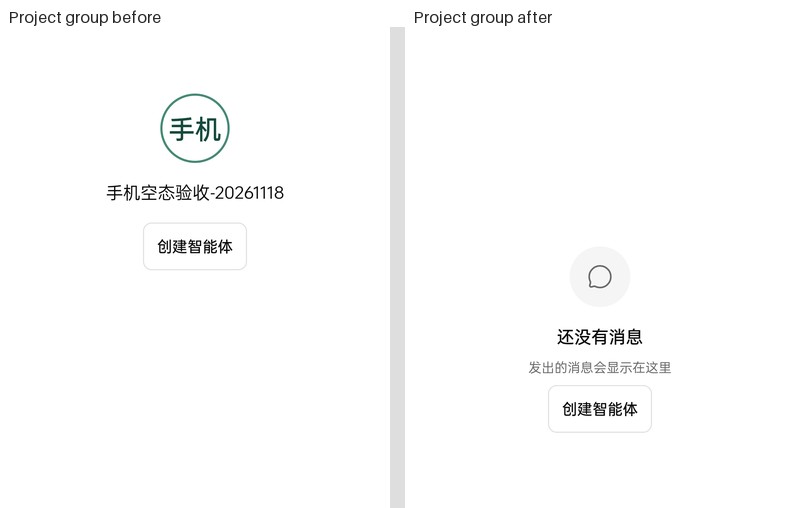 Project group before
手机
手机空态验收-20261118
创建智能体
Project group after
还没有消息
发出的消息会显示在这里
创建智能体